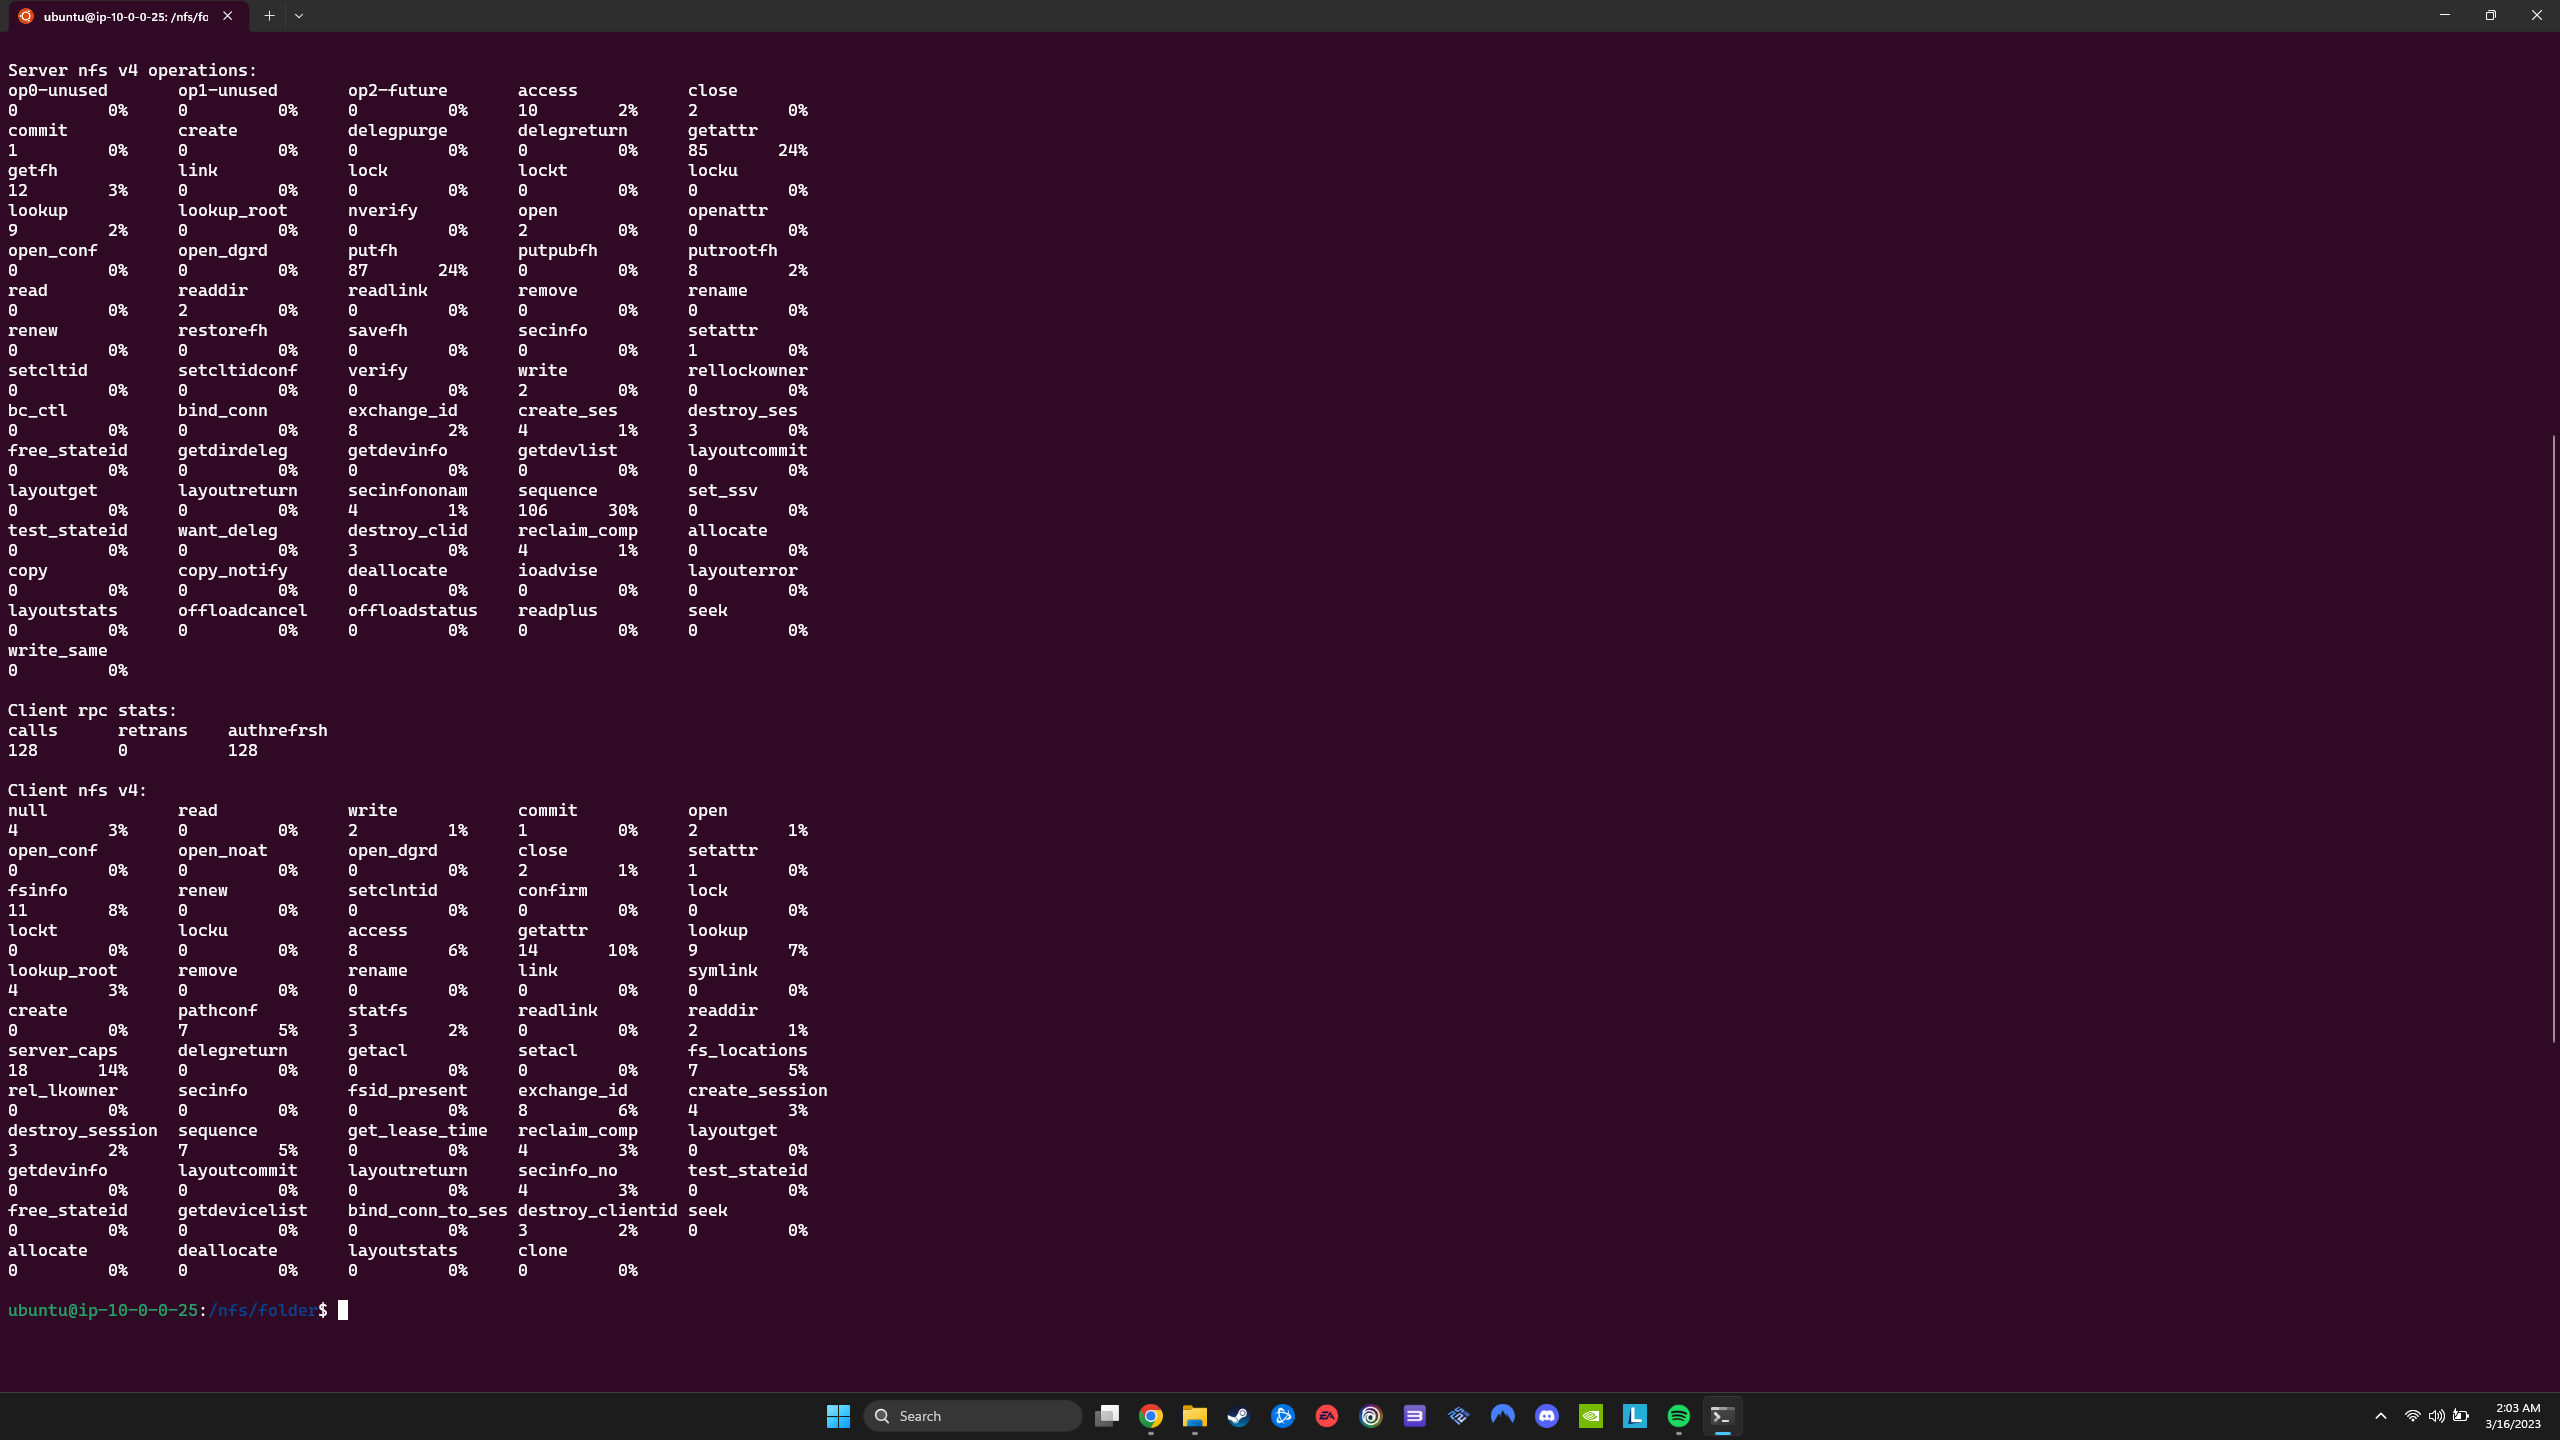 ubuntu@ip-10-0-0-25: /nfs/fo
Server nfs v4 operations:
op0-unused op1-unused op2-future access close
0 0% 0 0% 0 0% 10 2% 2 0%
commit create delegpurge delegreturn getattr
1 0% 0 0% 0 0% 0 0% 85 24%
getfh link lock lockt locku
12 3% 0 0% 0 0% 0 0% 0 0%
lookup lookup_root nverify open openattr
9 2% 0 0% 0 0% 2 0% 0 0%
open_conf open_dgrd putfh putpubfh putrootfh
0 0% 0 0% 87 24% 0 0% 8 2%
read readdir readlink remove rename
0 0% 2 0% 0 0% 0 0% 0 0%
renew restorefh savefh secinfo setattr
0 0% 0 0% 0 0% 0 0% 1 0%
setcltid setcltidconf verify write rellockowner
0 0% 0 0% 0 0% 2 0% 0 0%
bc_ctl bind_conn exchange_id create_ses destroy_ses
0 0% 0 0% 8 2% 4 1% 3 0%
free_stateid getdirdeleg getdevinfo getdevlist layoutcommit
0 0% 0 0% 0 0% 0 0% 0 0%
layoutget layoutreturn secinfononam sequence set_ssv
0 0% 0 0% 4 1% 106 30% 0 0%
test_stateid want_deleg destroy_clid reclaim_comp allocate
0 0% 0 0% 3 0% 4 1% 0 0%
copy copy_notify deallocate ioadvise layouterror
0 0% 0 0% 0 0% 0 0% 0 0%
layoutstats offloadcancel offloadstatus readplus seek
0 0% 0 0% 0 0% 0 0% 0 0%
write_same
0 0%
Client rpc stats:
calls retrans authrefrsh
128 0 128
Client nfs v4:
null read write commit open
4 3% 0 0% 2 1% 1 0% 2 1%
open_conf open_noat open_dgrd close setattr
0 0% 0 0% 0 0% 2 1% 1 0%
fsinfo renew setclntid confirm lock
11 8% 0 0% 0 0% 0 0% 0 0%
lockt locku access getattr lookup
0 0% 0 0% 8 6% 14 10% 9 7%
lookup_root remove rename link symlink
4 3% 0 0% 0 0% 0 0% 0 0%
create pathconf statfs readlink readdir
0 0% 7 5% 3 2% 0 0% 2 1%
server_caps delegreturn getacl setacl fs_locations
18 14% 0 0% 0 0% 0 0% 7 5%
rel_lkowner secinfo fsid_present exchange_id create_session
0 0% 0 0% 0 0% 8 6% 4 3%
destroy_session sequence get_lease_time reclaim_comp layoutget
3 2% 7 5% 0 0% 4 3% 0 0%
getdevinfo layoutcommit layoutreturn secinfo_no test_stateid
0 0% 0 0% 0 0% 4 3% 0 0%
free_stateid getdevicelist bind_conn_to_ses destroy_clientid seek
0 0% 0 0% 0 0% 3 2% 0 0%
allocate deallocate layoutstats clone
0 0% 0 0% 0 0% 0 0%
ubuntu@ip-10-0-0-25:/nfs/folder$
Search
2:03 AM
3/16/2023